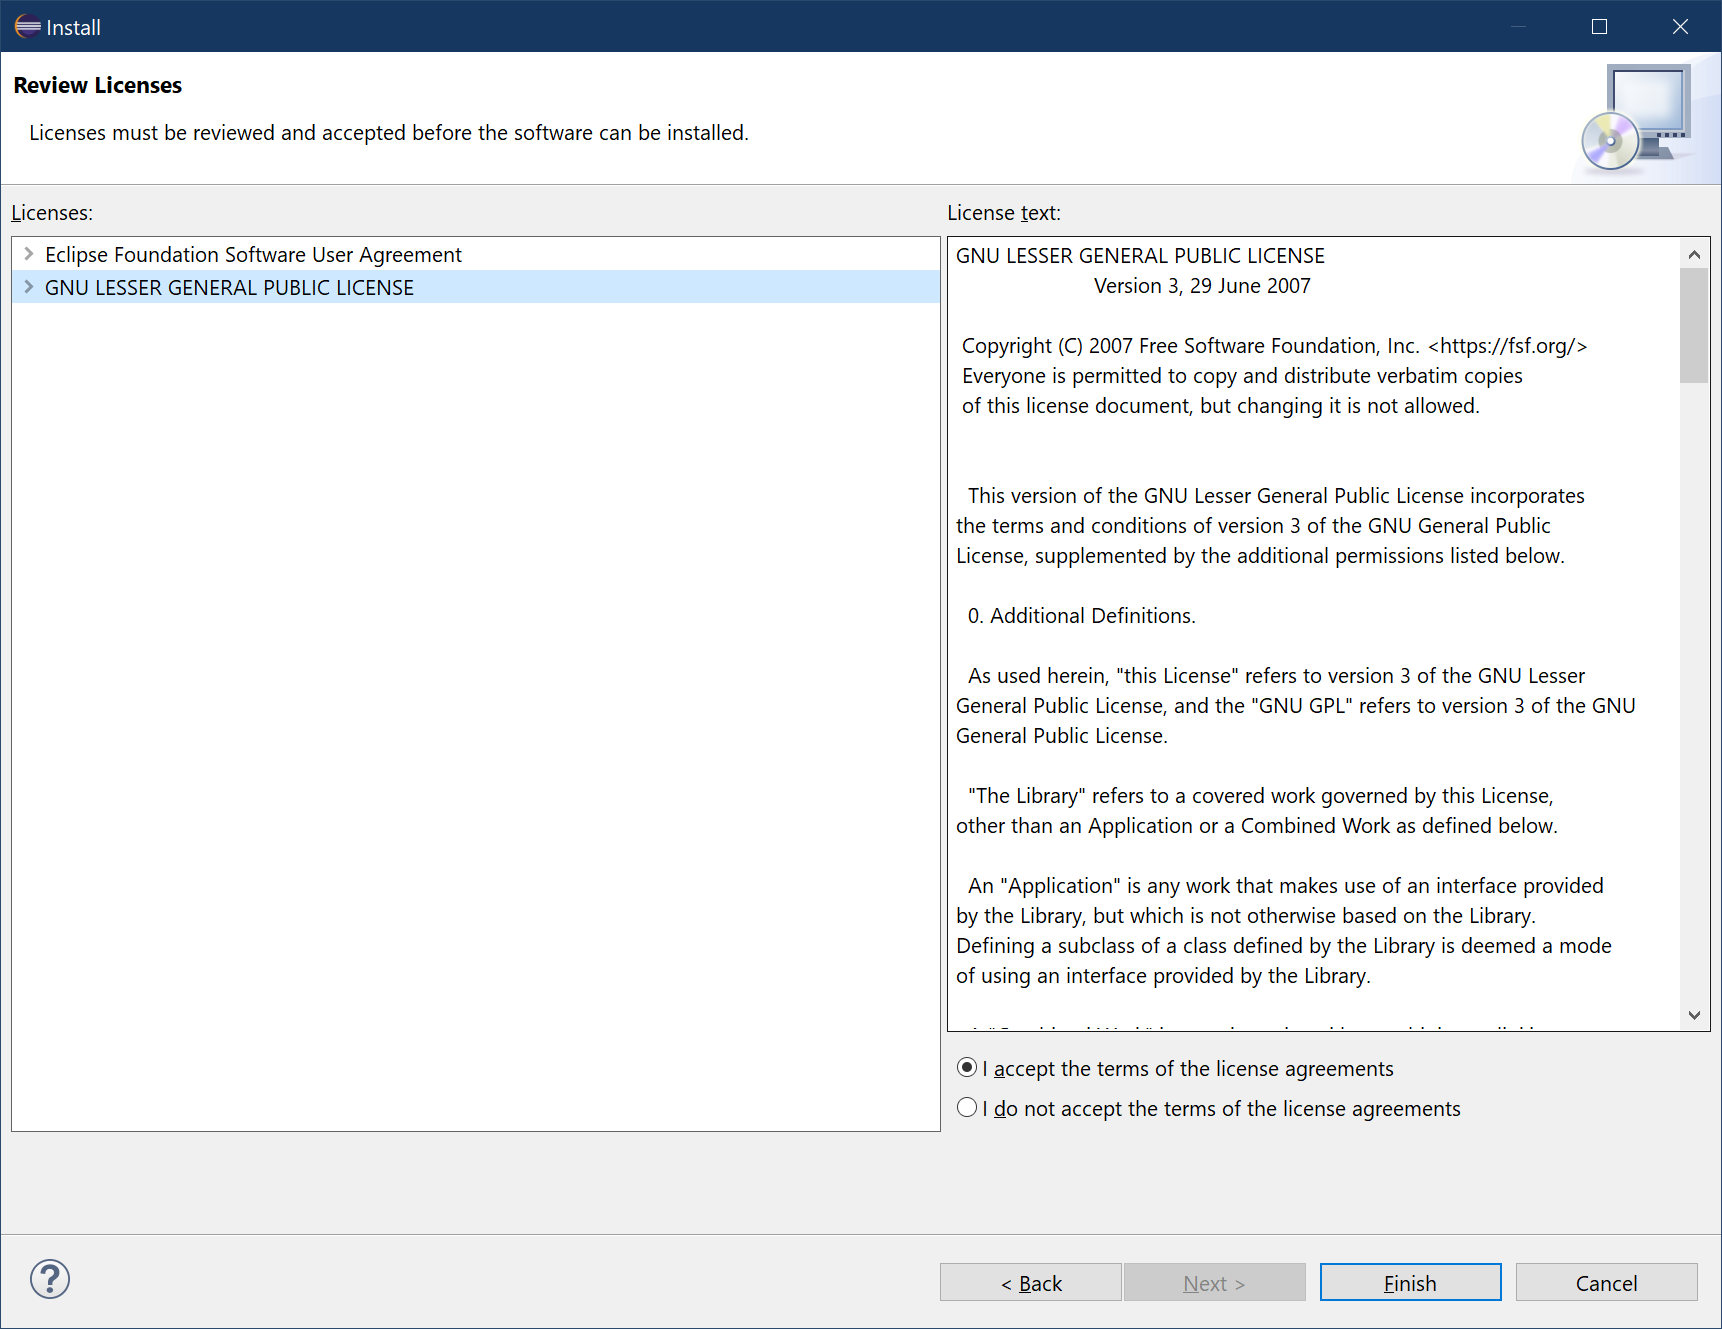 Install
Review Licenses
Licenses must be reviewed and accepted before the software can be installed.
Licenses:
Eclipse Foundation Software User Agreement
GNU LESSER GENERAL PUBLIC LICENSE
License text:
GNU LESSER GENERAL PUBLIC LICENSE
Version 3, 29 June 2007
Copyright (C) 2007 Free Software Foundation, Inc. <https://fsf.org/>
Everyone is permitted to copy and distribute verbatim copies
of this license document, but changing it is not allowed.
This version of the GNU Lesser General Public License incorporates
the terms and conditions of version 3 of the GNU General Public
License, supplemented by the additional permissions listed below.
0. Additional Definitions.
As used herein, "this License" refers to version 3 of the GNU Lesser
General Public License, and the "GNU GPL" refers to version 3 of the GNU
General Public License.
"The Library" refers to a covered work governed by this License,
other than an Application or a Combined Work as defined below.
An "Application" is any work that makes use of an interface provided
by the Library, but which is not otherwise based on the Library.
Defining a subclass of a class defined by the Library is deemed a mode
of using an interface provided by the Library.
I accept the terms of the license agreements
I do not accept the terms of the license agreements
?
< Back
Next >
Finish
Cancel